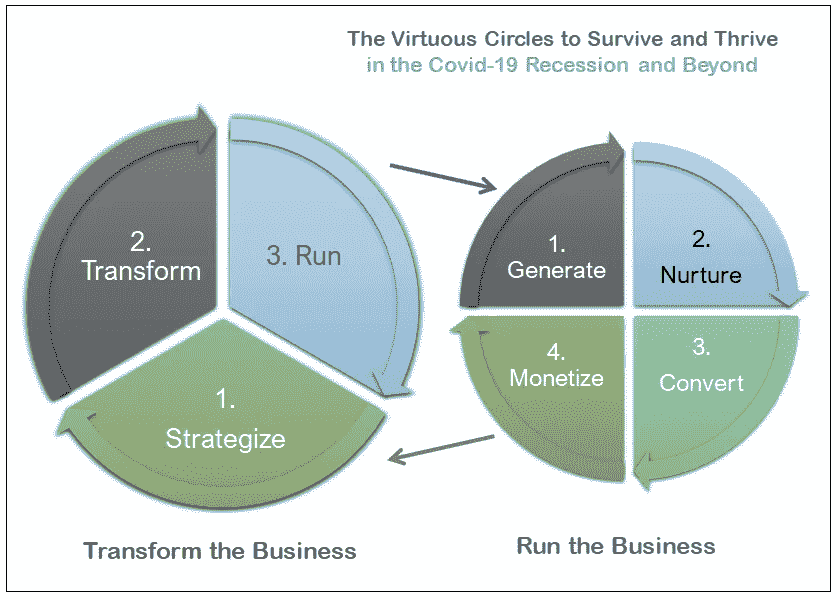 The Virtuous Circles to Survive and Thrive
in the Covid-19 Recession and Beyond
2.
Transform
3. Run
1.
Strategize
1.
Generate
2.
Nurture
4.
Monetize
3.
Convert
Transform the Business
Run the Business